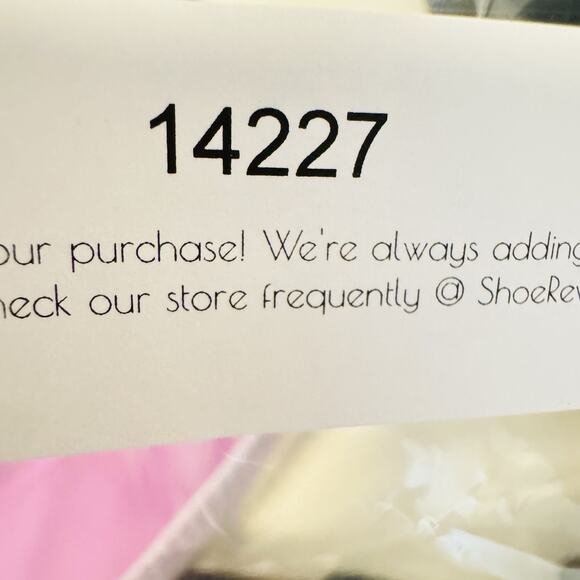 14227
our purchase! We're always adding
heck our store frequently @ ShoeRev